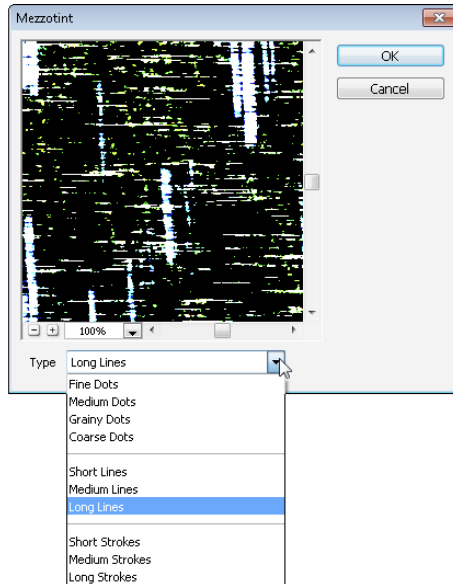 Mezzotint
OK
Cancel
100%
Type Long Lines
Fine Dots
Medium Dots
Grainy Dots
Coarse Dots
Short Lines
Medium Lines
Long Lines
Short Strokes
Medium Strokes
Long Strokes